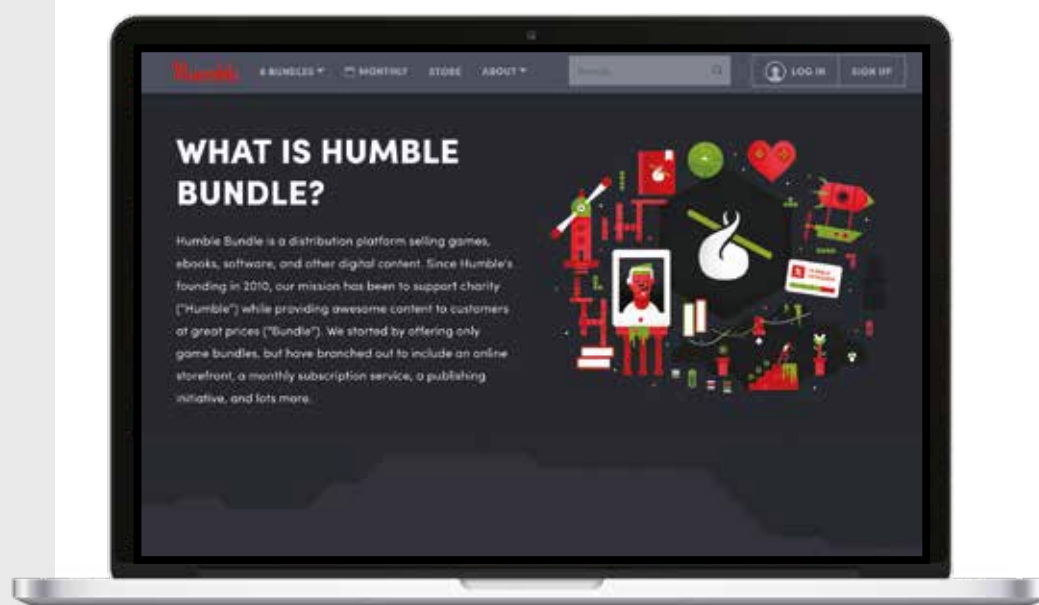 Humble
8 BUNDLES
MONTHLY
STORE
ABOUT
Search
LOG IN
SIGN UP
WHAT IS HUMBLE
BUNDLE?
Humble Bundle is a distribution platform selling games,
ebooks, software, and other digital content. Since Humble's
founding in 2010, our mission has been to support charity
("Humble") while providing awesome content to customers
at great prices ("Bundle"). We started by offering only
game bundles, but have branched out to include an online
storefront, a monthly subscription service, a publishing
initiative, and lots more.